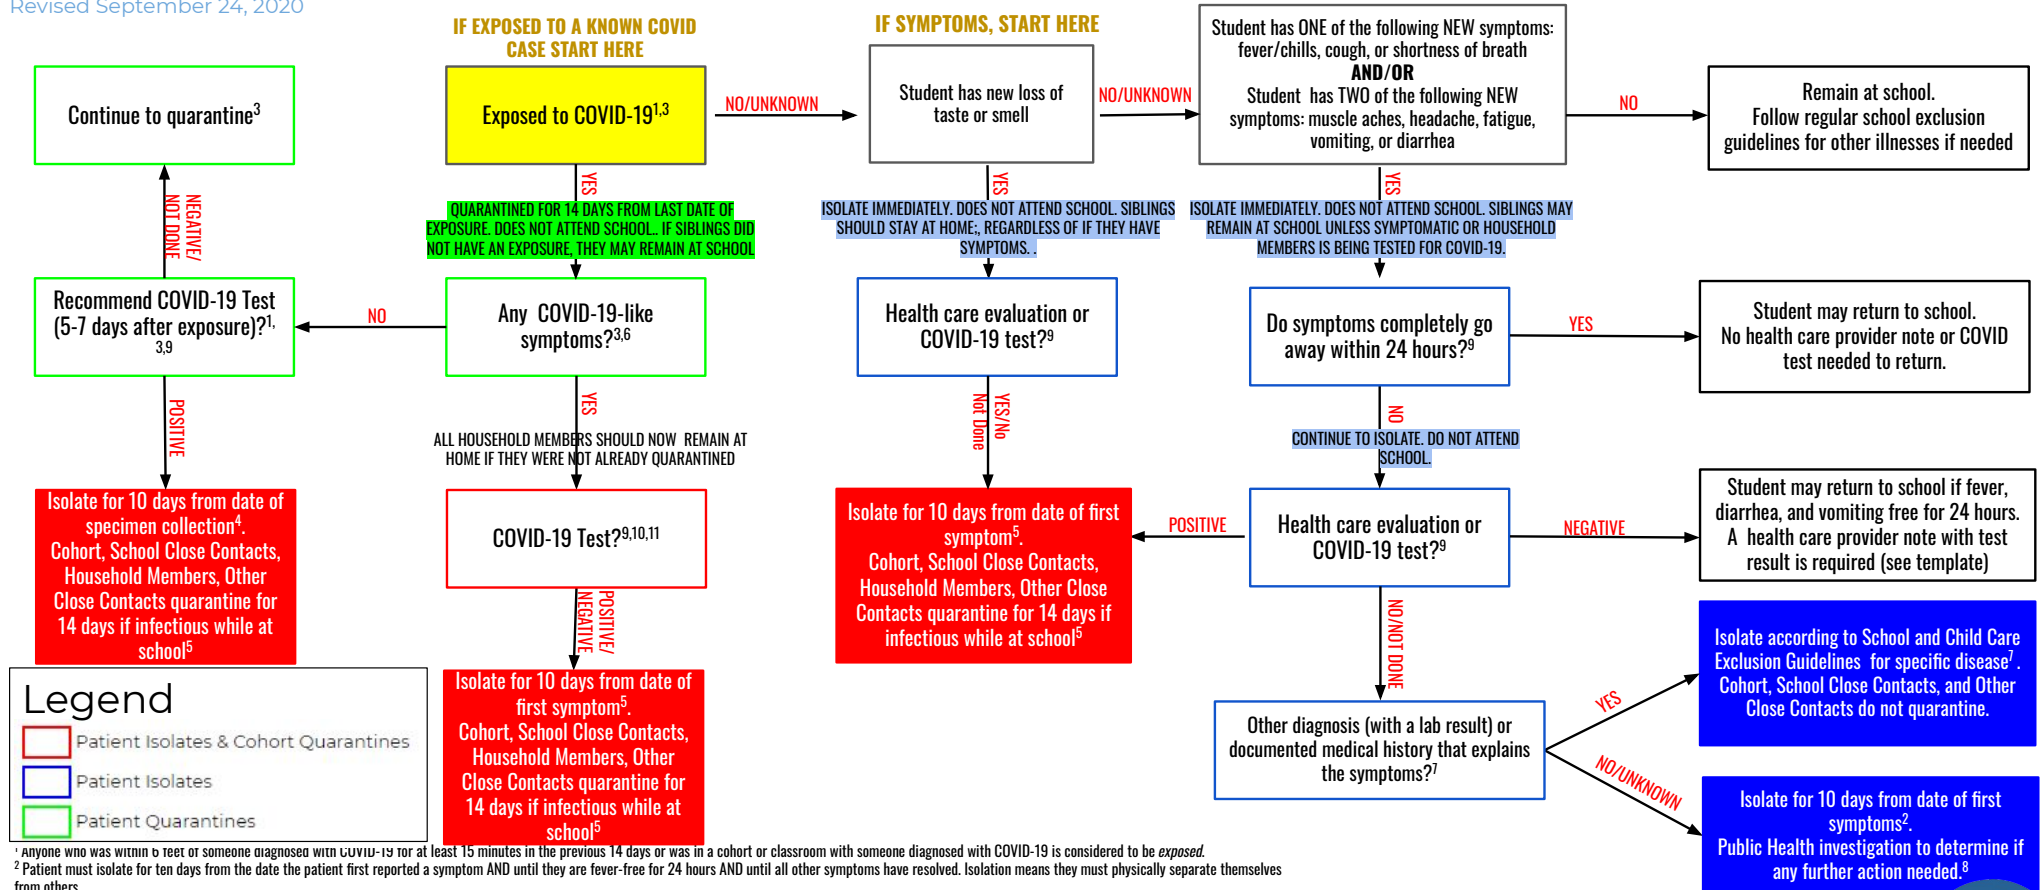 Revised September 24, 2020
IF EXPOSED TO A KNOWN COVID
CASE START HERE
IF SYMPTOMS, START HERE
Continue to quarantine3
Exposed to COVID-191,3
NO/UNKNOWN
Student has new loss of
taste or smell
NO/UNKNOWN
Student has ONE of the following NEW symptoms:
fever/chills, cough, or shortness of breath
AND/OR
Student has TWO of the following NEW
symptoms: muscle aches, headache, fatigue,
vomiting, or diarrhea
NO
Remain at school.
Follow regular school exclusion
guidelines for other illnesses if needed
NEGATIVE/
NOT DONE
YES
QUARANTINED FOR 14 DAYS FROM LAST DATE OF
EXPOSURE. DOES NOT ATTEND SCHOOL.. IF SIBLINGS DID
NOT HAVE AN EXPOSURE, THEY MAY REMAIN AT SCHOOL
YES
ISOLATE IMMEDIATELY. DOES NOT ATTEND SCHOOL. SIBLINGS
SHOULD STAY AT HOME;, REGARDLESS OF IF THEY HAVE
SYMPTOMS. .
YES
ISOLATE IMMEDIATELY. DOES NOT ATTEND SCHOOL. SIBLINGS MAY
REMAIN AT SCHOOL UNLESS SYMPTOMATIC OR HOUSEHOLD
MEMBERS IS BEING TESTED FOR COVID-19.
Recommend COVID-19 Test
(5-7 days after exposure)?1,
3,9
NO
Any COVID-19-like
symptoms?3,6
Health care evaluation or
COVID-19 test?9
Do symptoms completely go
away within 24 hours?9
YES
Student may return to school.
No health care provider note or COVID
test needed to return.
POSITIVE
YES
ALL HOUSEHOLD MEMBERS SHOULD NOW REMAIN AT
HOME IF THEY WERE NOT ALREADY QUARANTINED
YES/No
Not Done
NO
CONTINUE TO ISOLATE. DO NOT ATTEND
SCHOOL.
Isolate for 10 days from date of
specimen collection4.
Cohort, School Close Contacts,
Household Members, Other
Close Contacts quarantine for
14 days if infectious while at
school5
COVID-19 Test?9,10,11
Isolate for 10 days from date of first
symptom5.
Cohort, School Close Contacts,
Household Members, Other Close
Contacts quarantine for 14 days if
infectious while at school5
POSITIVE
Health care evaluation or
COVID-19 test?9
NEGATIVE
Student may return to school if fever,
diarrhea, and vomiting free for 24 hours.
A health care provider note with test
result is required (see template)
POSITIVE/
NEGATIVE
Isolate for 10 days from date of
first symptom5.
Cohort, School Close Contacts,
Household Members, Other
Close Contacts quarantine for
14 days if infectious while at
school5
NO/NOT DONE
Other diagnosis (with a lab result) or
documented medical history that explains
the symptoms?7
YES
Isolate according to School and Child Care
Exclusion Guidelines for specific disease7 .
Cohort, School Close Contacts, and Other
Close Contacts do not quarantine.
NO/UNKNOWN
Isolate for 10 days from date of first
symptoms2.
Public Health investigation to determine if
any further action needed.8
Legend
Patient Isolates & Cohort Quarantines
Patient Isolates
Patient Quarantines
1 Anyone who was within 6 feet of someone diagnosed with COVID-19 for at least 15 minutes in the previous 14 days or was in a cohort or classroom with someone diagnosed with COVID-19 is considered to be exposed.
2 Patient must isolate for ten days from the date the patient first reported a symptom AND until they are fever-free for 24 hours AND until all other symptoms have resolved. Isolation means they must physically separate themselves
from others.